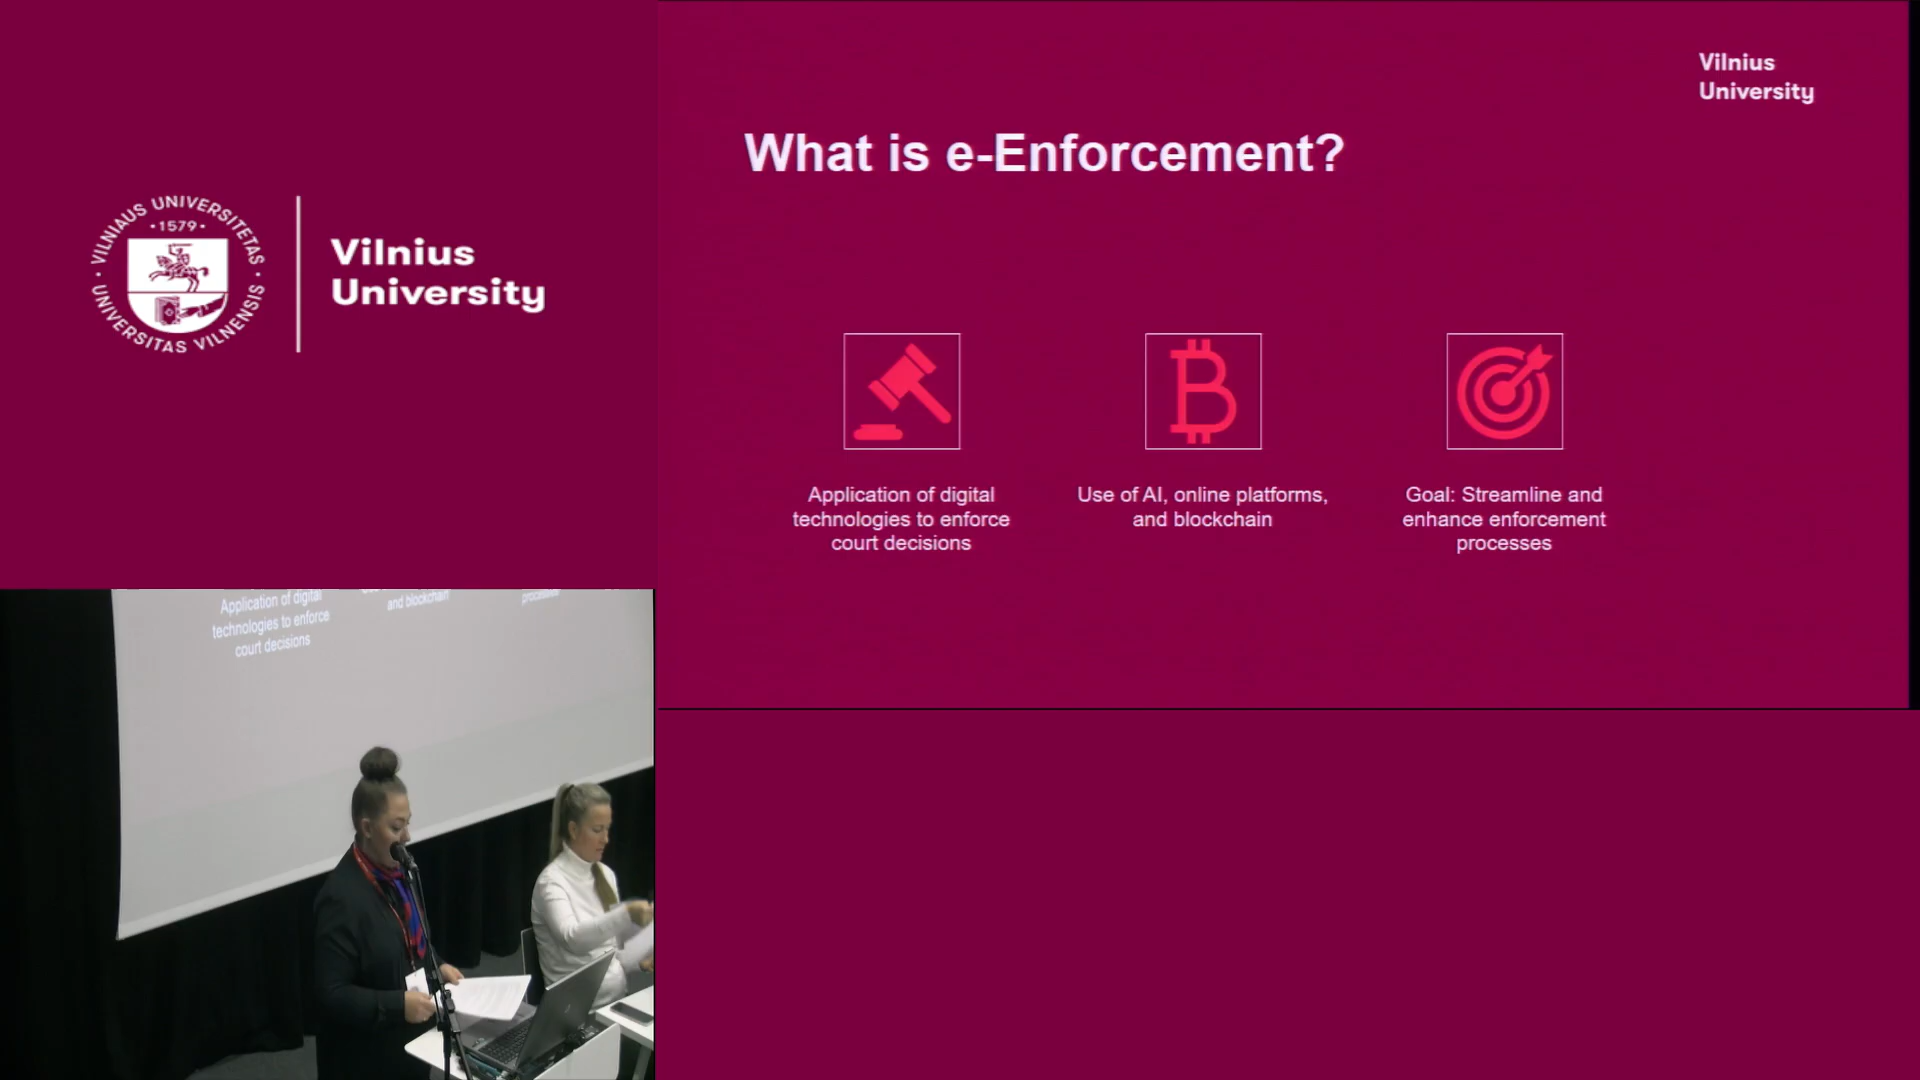 VILNIAUS UNIVERSITETAS
1579
UNIVERSITAS VILNENSIS
Vilnius
University
Vilnius
University
What is e-Enforcement?
Application of digital
technologies to enforce
court decisions
Use of AI, online platforms,
and blockchain
Goal: Streamline and
enhance enforcement
processes
Application of digital
technologies to enforce
court decisions
and blockchain
processes